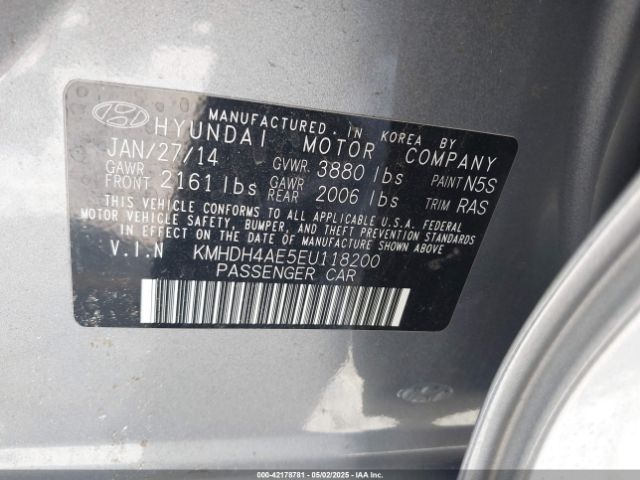 MANUFACTURED. IN KOREA BY
HYUNDAI MOTOR COMPANY
JAN/27/14 GVWR 3880 lbs PAINT N5S
GAWR FRONT 2161 lbs GAWR REAR 2006 lbs TRIM RAS
THIS VEHICLE CONFORMS TO ALL APPLICABLE U.S.A. FEDERAL
MOTOR VEHICLE SAFETY, BUMPER, AND THEFT PREVENTION STANDARDS
IN EFFECT ON THE DATE OF MANUFACTURE SHOWN ABOVE.
V.I.N KMHDH4AE5EU118200
PASSENGER CAR
000-42178781 - 05/02/2025 - IAAI.COM